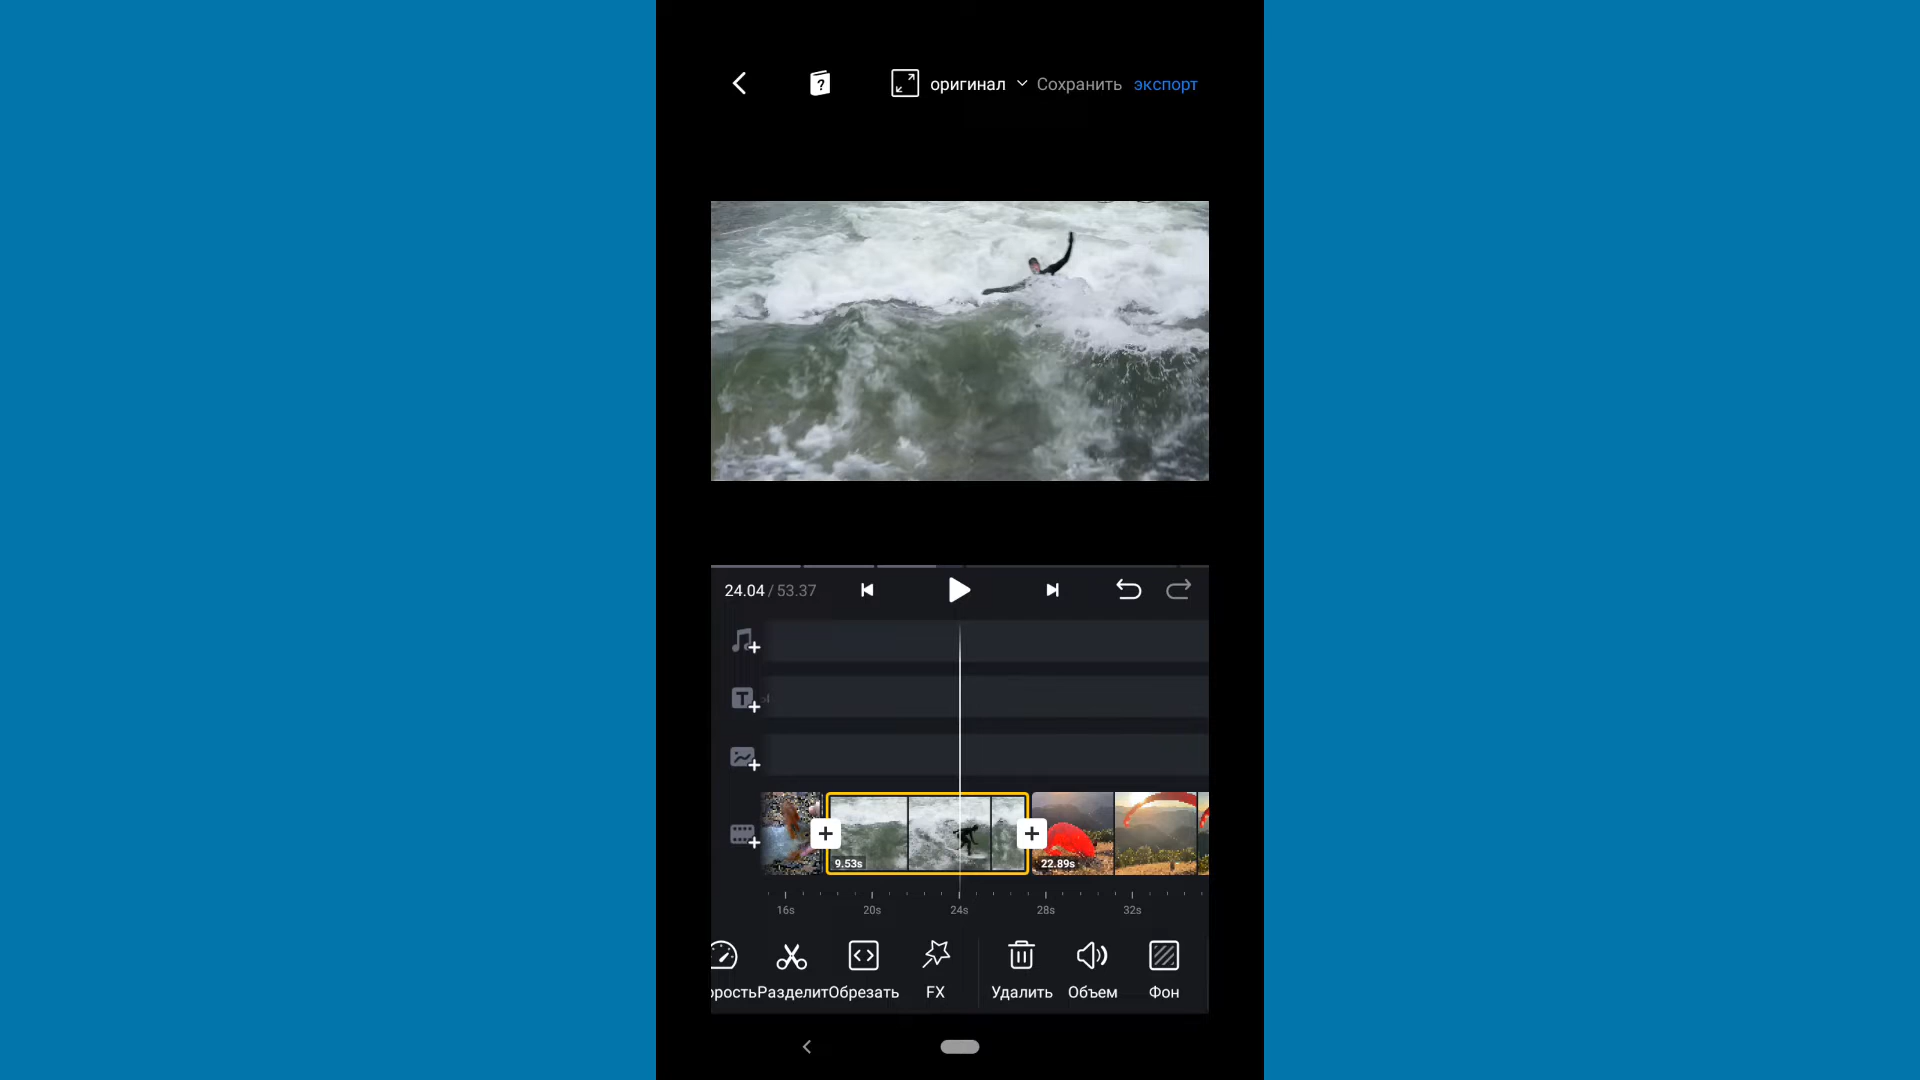 ? оригинал Сохранить экспорт
24.04 / 53.37
T
9.53s 22.89s
16s 20s 24s 28s 32s
орость Разделит Обрезать FX Удалить Объем Фон